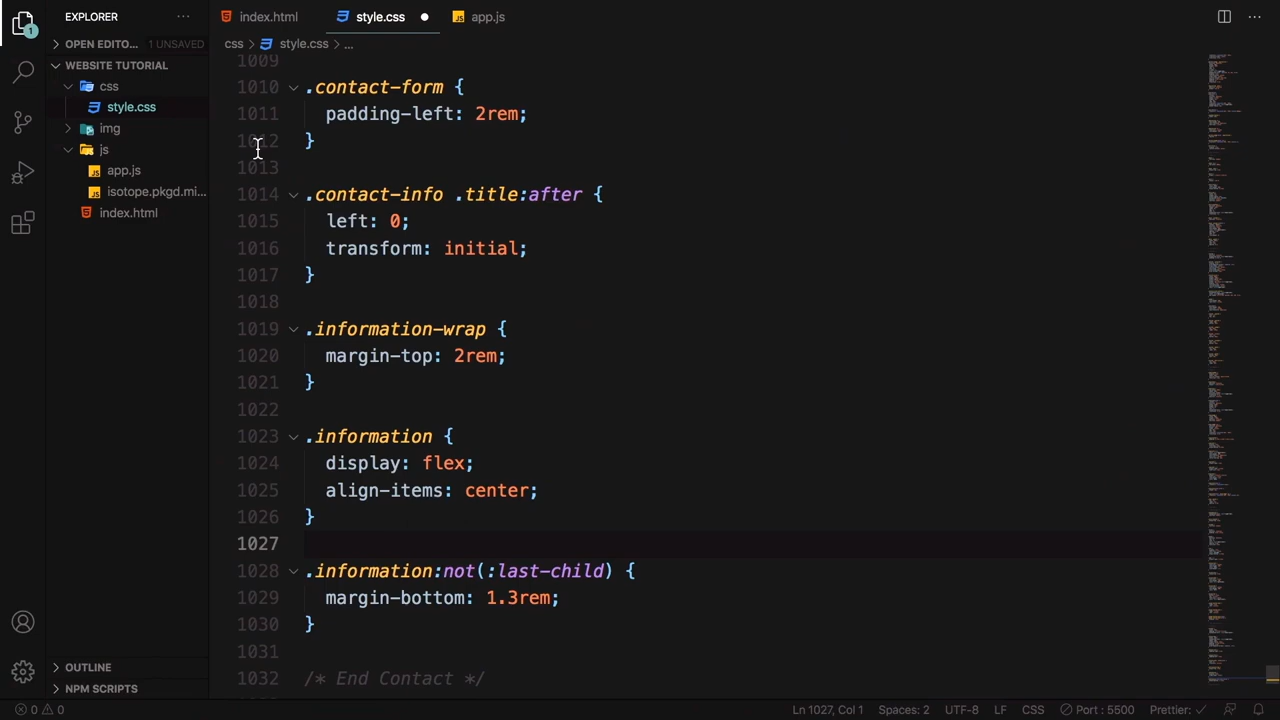 EXPLORER ... index.html style.css app.js ...
OPEN EDITO... 1 UNSAVED css > style.css > ...
WEBSITE TUTORIAL
css
style.css
img
js
app.js
isotope.pkgd.mi...
index.html
1009
1010 .contact-form {
1011 padding-left: 2rem;
1012 }
1013
1014 .contact-info .title:after {
1015 left: 0;
1016 transform: initial;
1017 }
1018
1019 .information-wrap {
1020 margin-top: 2rem;
1021 }
1022
1023 .information {
1024 display: flex;
1025 align-items: center;
1026 }
1027
1028 .information:not(:last-child) {
1029 margin-bottom: 1.3rem;
1030 }
1031
1032 /* End Contact */
OUTLINE
NPM SCRIPTS
0 0 Ln 1027, Col 1 Spaces: 2 UTF-8 LF CSS Port : 5500 Prettier: ✓
1